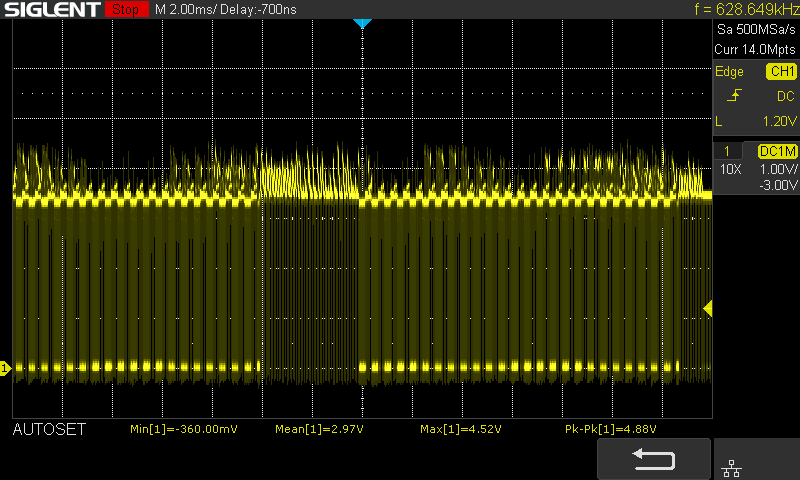 SIGLENT Stop M 2.00ms/ Delay:-700ns f = 628.649kHz
Sa 500MSa/s
Curr 14.0Mpts
Edge CH1
DC
L 1.20V
1 DC1M
10X 1.00V/
-3.00V
1
AUTOSET Min[1]=-360.00mV Mean[1]=2.97V Max[1]=4.52V Pk-Pk[1]=4.88V